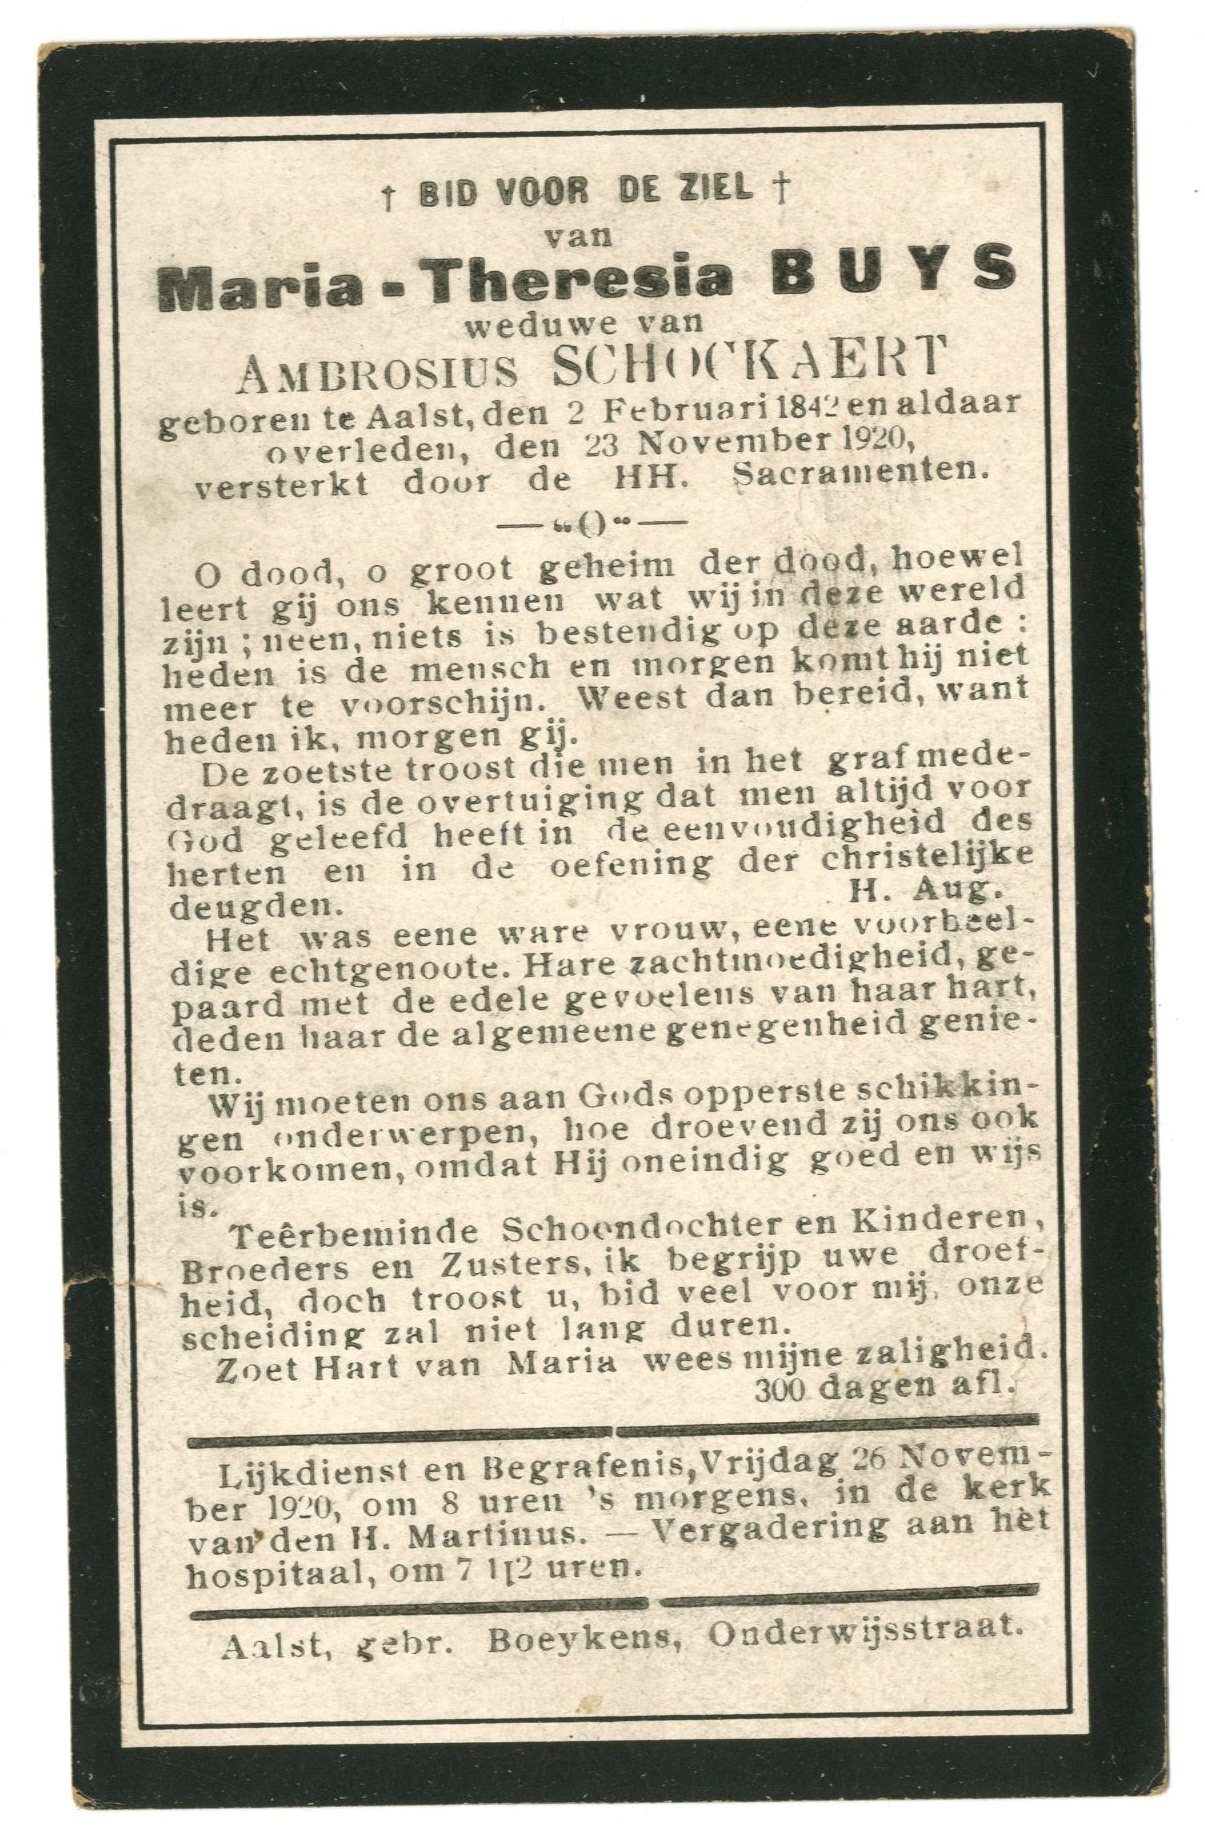 † BID VOOR DE ZIEL †
van
Maria - Theresia BUYS
weduwe van
AMBROSIUS SCHOCKAERT
geboren te Aalst, den 2 Februari 1842 en aldaar
overleden, den 23 November 1920,
versterkt door de HH. Sacramenten.
—“()”—
O dood, o groot geheim der dood, hoewel
leert gij ons kennen wat wij in deze wereld
zijn ; neen, niets is bestendig op deze aarde :
heden is de mensch en morgen komt hij niet
meer te voorschijn. Weest dan bereid, want
heden ik, morgen gij.
De zoetste troost die men in het graf mede-
draagt, is de overtuiging dat men altijd voor
God geleefd heeft in de eenvoudigheid des
herten en in de oefening der christelijke
deugden. H. Aug.
Het was eene ware vrouw, eene voorbeel-
dige echtgenoote. Hare zachtmoedigheid, ge-
paard met de edele gevoelens van haar hart,
deden haar de algemeene genegenheid genie-
ten.
Wij moeten ons aan Gods opperste schikkin-
gen onderwerpen, hoe droevend zij ons ook
voorkomen, omdat Hij oneindig goed en wijs
is.
Teêrbeminde Schoondochter en Kinderen,
Broeders en Zusters, ik begrijp uwe droef-
heid, doch troost u, bid veel voor mij, onze
scheiding zal niet lang duren.
Zoet Hart van Maria wees mijne zaligheid.
300 dagen afl.
Lijkdienst en Begrafenis, Vrijdag 26 Novem-
ber 1920, om 8 uren 's morgens, in de kerk
van den H. Martinus. — Vergadering aan het
hospitaal, om 7 1|2 uren.
Aalst, gebr. Boeykens, Onderwijsstraat.